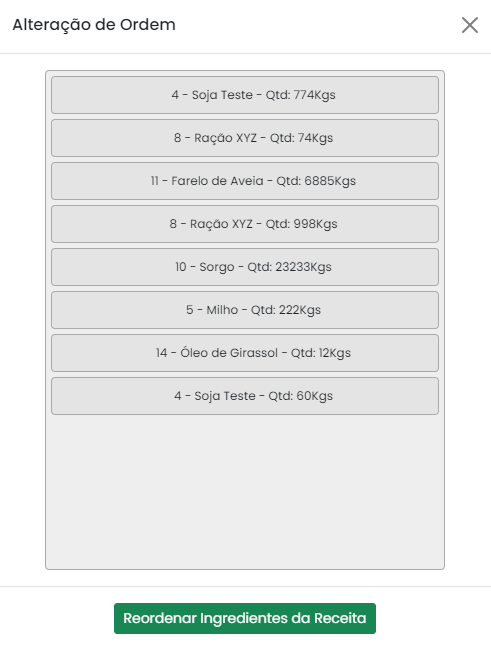 Alteração de Ordem
4 - Soja Teste - Qtd: 774Kgs
8 - Ração XYZ - Qtd: 74Kgs
11 - Farelo de Aveia - Qtd: 6885Kgs
8 - Ração XYZ - Qtd: 998Kgs
10 - Sorgo - Qtd: 23233Kgs
5 - Milho - Qtd: 222Kgs
14 - Óleo de Girassol - Qtd: 12Kgs
4 - Soja Teste - Qtd: 60Kgs
Reordenar Ingredientes da Receita